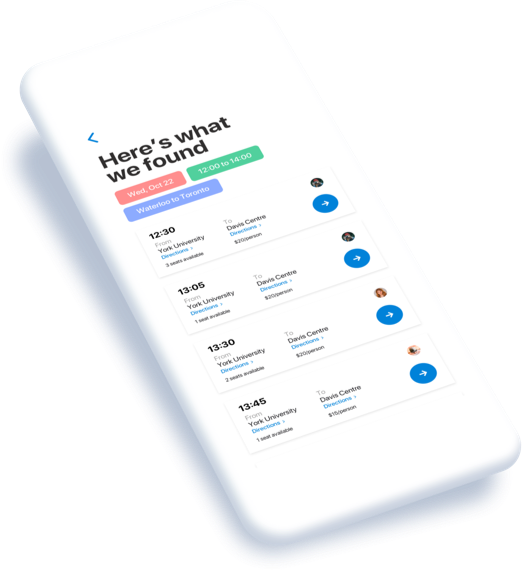 Here's what
we found
Wed, Oct 22
12:00 to 14:00
Waterloo to Toronto
12:30
From
York University
Directions >
3 seats available
To
Davis Centre
Directions >
$20/person
13:05
From
York University
Directions >
1 seat available
To
Davis Centre
Directions >
$20/person
13:30
From
York University
Directions >
2 seats available
To
Davis Centre
Directions >
$20/person
13:45
From
York University
Directions >
1 seat available
To
Davis Centre
Directions >
$15/person